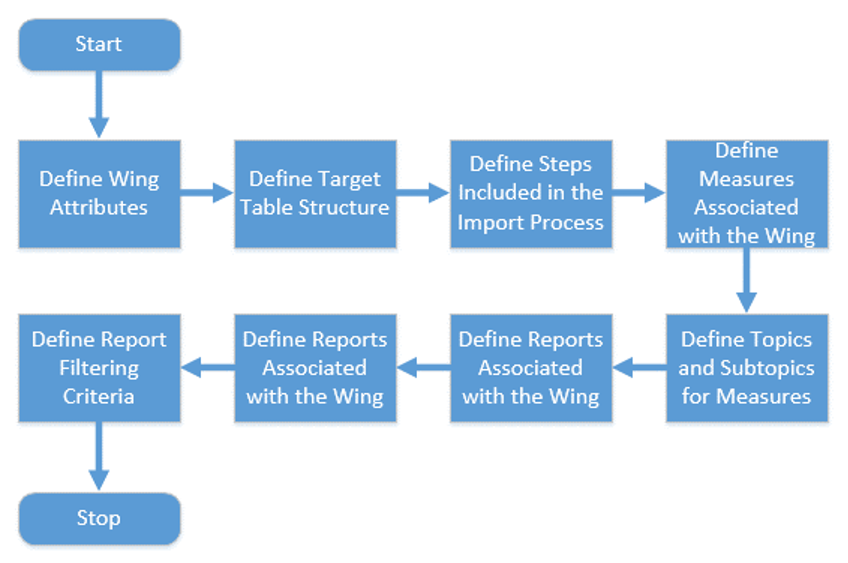 Start
Define Wing
Attributes
Define Target
Table Structure
Define Steps
Included in the
Import Process
Define
Measures
Associated
with the Wing
Define Topics
and Subtopics
for Measures
Define Reports
Associated
with the Wing
Define Reports
Associated
with the Wing
Define Report
Filtering
Criteria
Stop